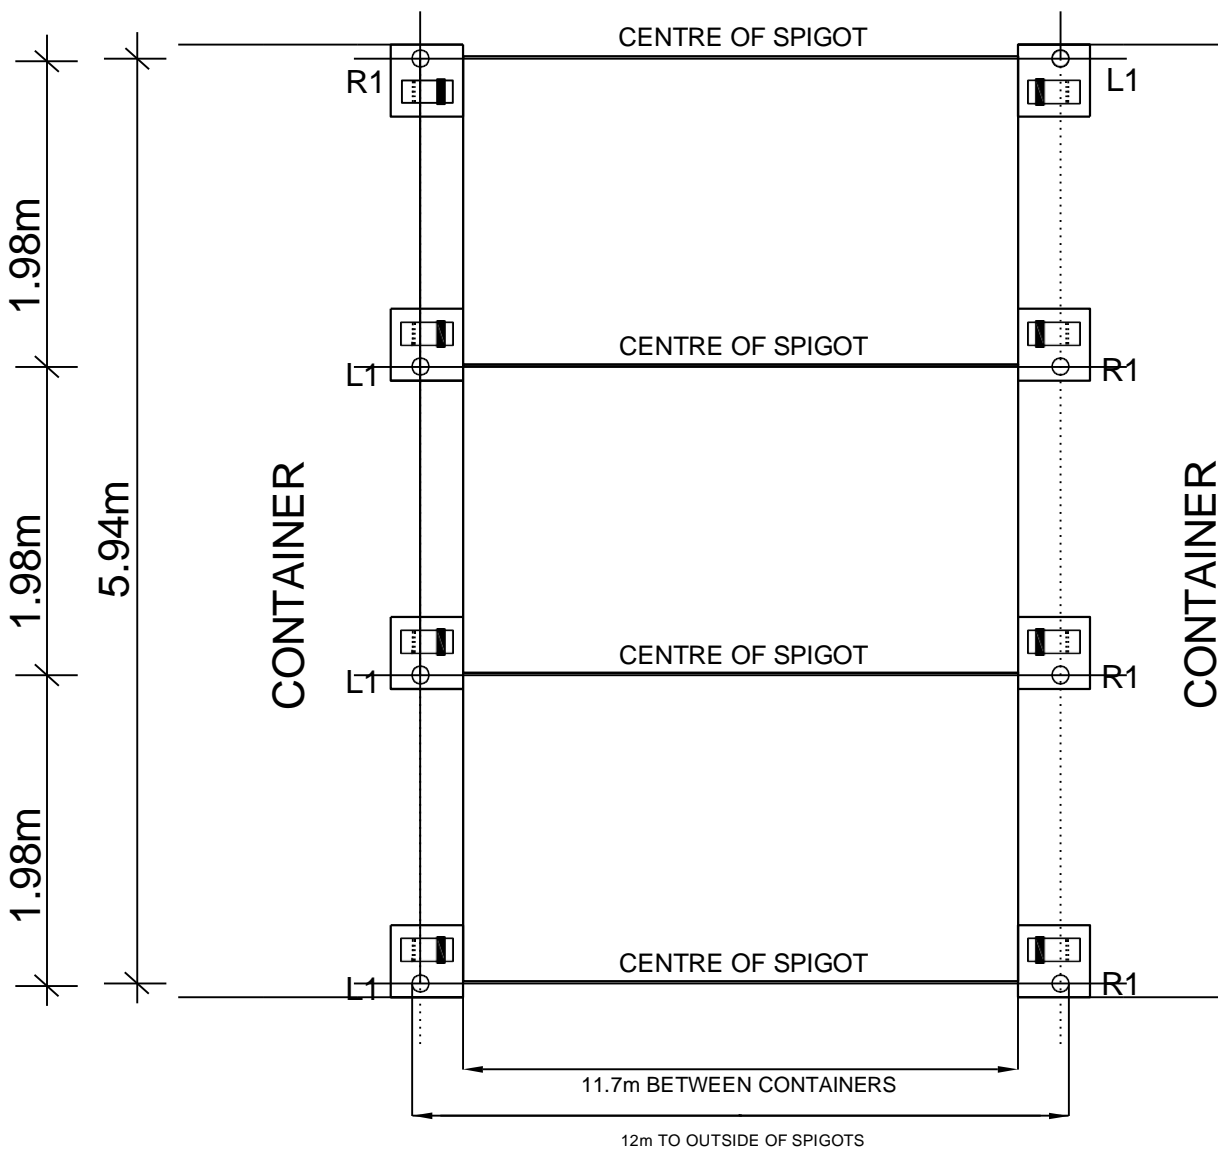 CENTRE OF SPIGOT
R1
L1
1.98m
CENTRE OF SPIGOT
L1
R1
CONTAINER
CONTAINER
5.94m
1.98m
CENTRE OF SPIGOT
L1
R1
1.98m
CENTRE OF SPIGOT
L1
R1
11.7m BETWEEN CONTAINERS
12m TO OUTSIDE OF SPIGOTS